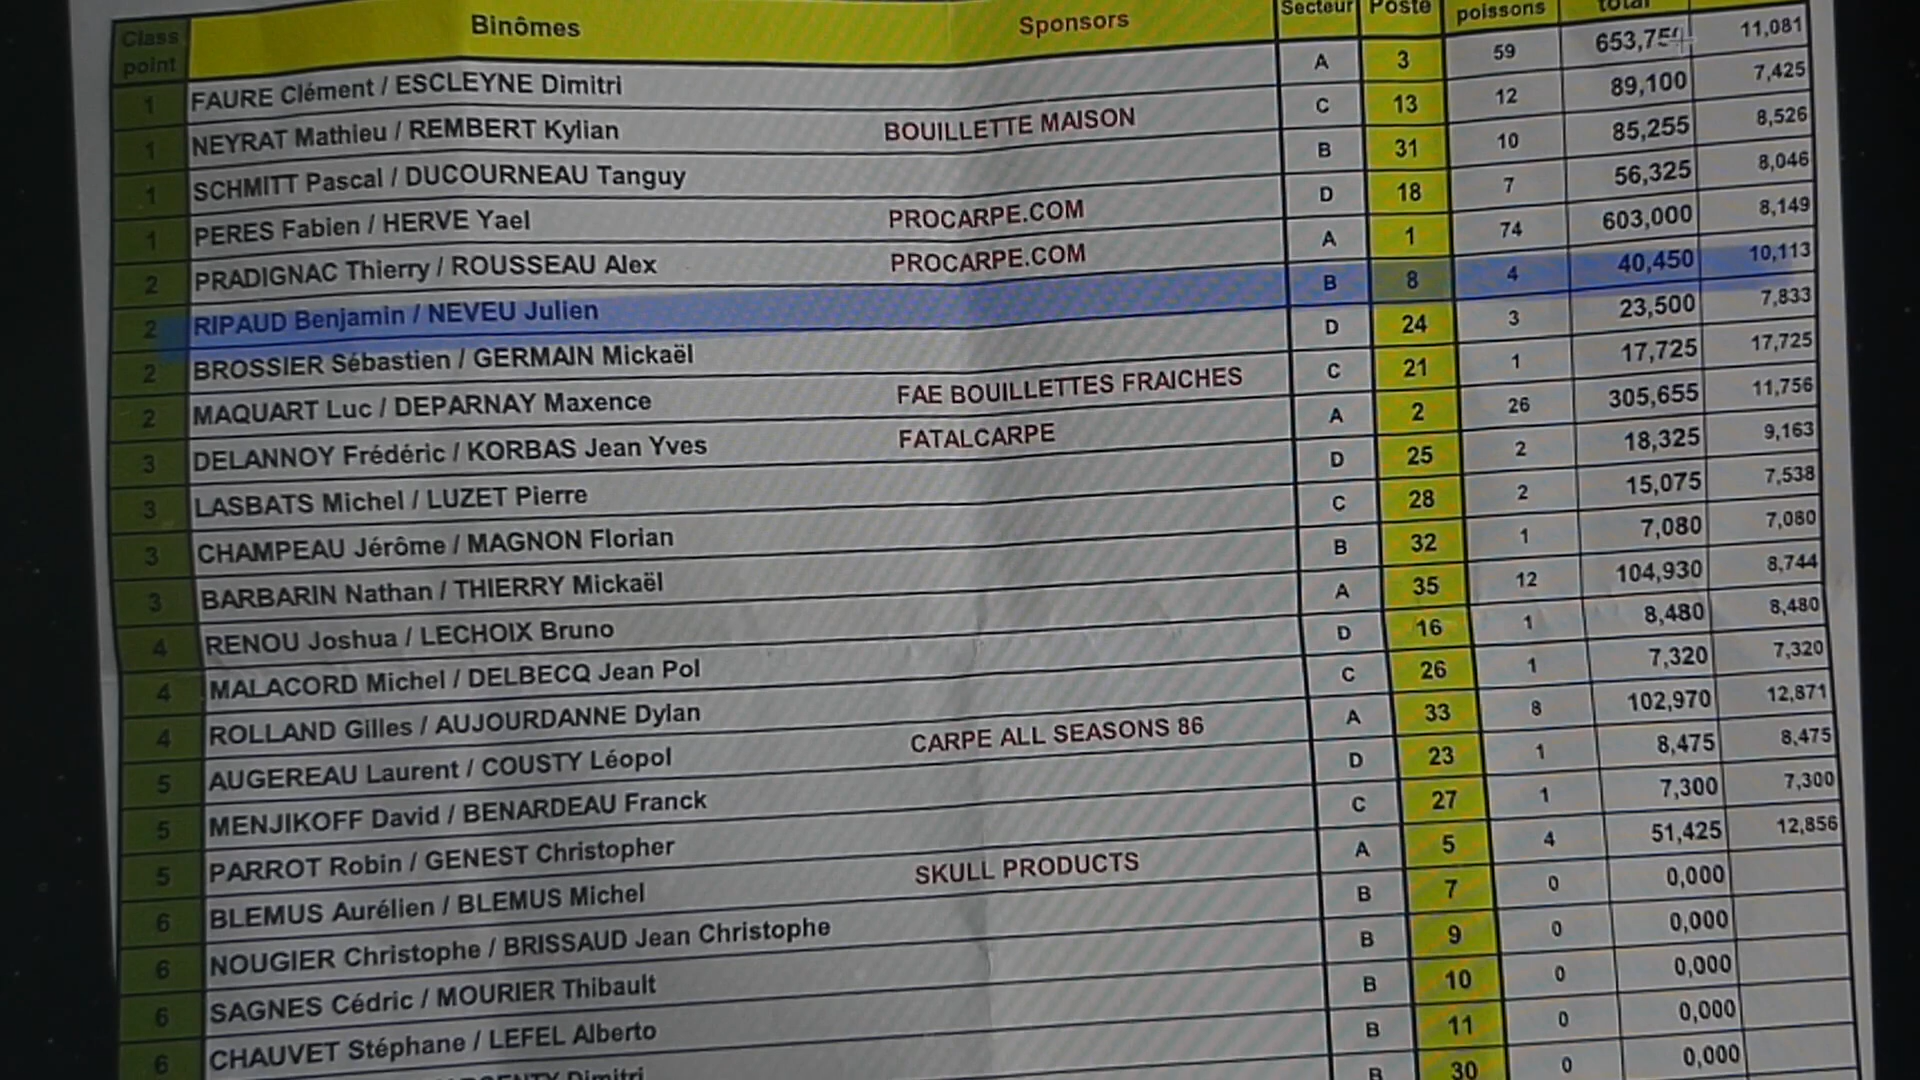 Class point Binômes Sponsors Secteur Poste poissons total
1 FAURE Clément / ESCLEYNE Dimitri A 3 59 11,081
1 NEYRAT Mathieu / REMBERT Kylian BOUILLETTE MAISON C 13 12 89,100 7,425
1 SCHMITT Pascal / DUCOURNEAU Tanguy B 31 10 85,255 8,526
1 PERES Fabien / HERVE Yael PROCARPE.COM D 18 7 56,325 8,046
2 PRADIGNAC Thierry / ROUSSEAU Alex PROCARPE.COM A 1 74 603,000 8,149
2 RIPAUD Benjamin / NEVEU Julien B 8 4 40,450 10,113
2 BROSSIER Sébastien / GERMAIN Mickaël D 24 3 23,500 7,833
2 MAQUART Luc / DEPARNAY Maxence FAE BOUILLETTES FRAICHES C 21 1 17,725 17,725
3 DELANNOY Frédéric / KORBAS Jean Yves FATALCARPE A 2 26 305,655 11,756
3 LASBATS Michel / LUZET Pierre D 25 2 18,325 9,163
3 CHAMPEAU Jérôme / MAGNON Florian C 28 2 15,075 7,538
3 BARBARIN Nathan / THIERRY Mickaël B 32 1 7,080 7,080
4 RENOU Joshua / LECHOIX Bruno A 35 12 104,930 8,744
4 MALACORD Michel / DELBECQ Jean Pol D 16 1 8,480 8,480
4 ROLLAND Gilles / AUJOURDANNE Dylan C 26 1 7,320 7,320
5 AUGEREAU Laurent / COUSTY Léopol CARPE ALL SEASONS 86 A 33 8 102,970 12,871
5 MENJIKOFF David / BENARDEAU Franck D 23 1 8,475 8,475
5 PARROT Robin / GENEST Christopher C 27 1 7,300 7,300
6 BLEMUS Aurélien / BLEMUS Michel SKULL PRODUCTS A 5 4 51,425 12,856
6 NOUGIER Christophe / BRISSAUD Jean Christophe B 7 0 0,000
6 SAGNES Cédric / MOURIER Thibault B 9 0 0,000
6 CHAUVET Stéphane / LEFEL Alberto B 10 0 0,000
Dimitri B 11 0 0,000
B 30 0 0,000